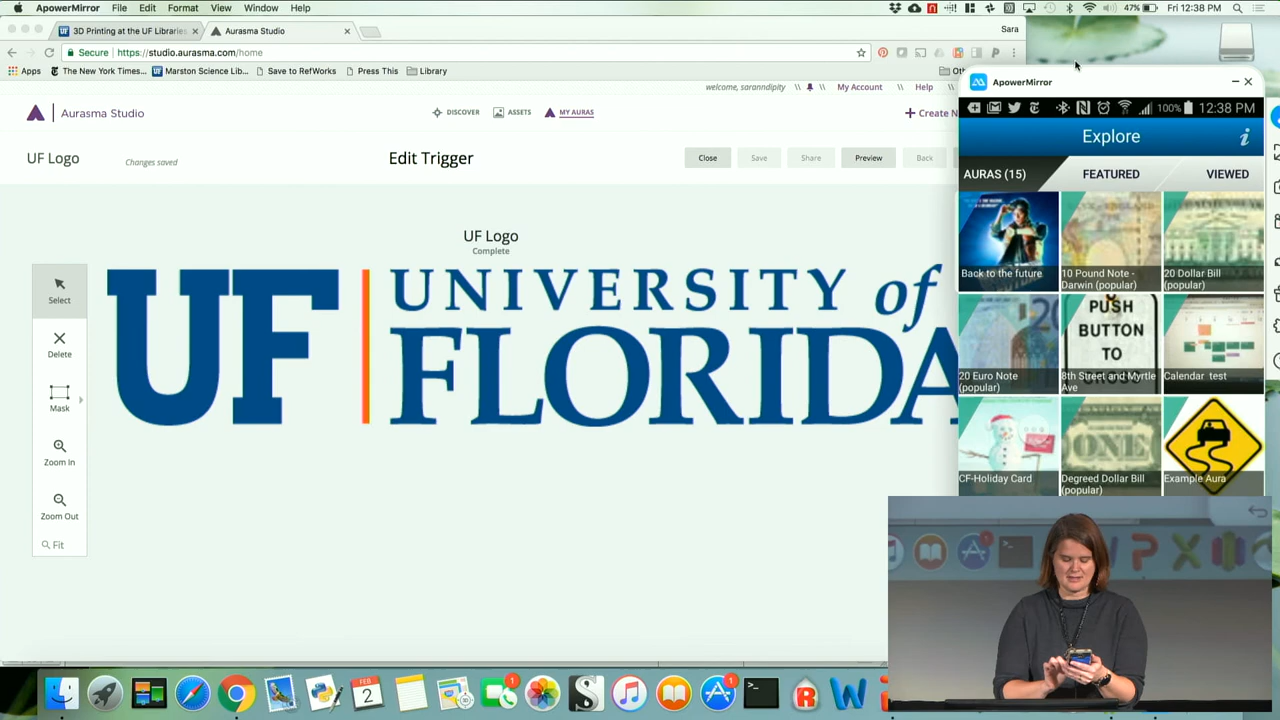 ApowerMirror File Edit Format View Window Help
47% Fri 12:38 PM
3D Printing at the UF Libraries
Aurasma Studio
Sara
Secure https://studio.aurasma.com/home
Apps The New York Times... Marston Science Lib... Save to RefWorks Press This Library
welcome, sarandipity \\ \\ My Account \\ Help
Aurasma Studio
DISCOVER ASSETS MY AURAS
Create N
UF Logo
Changes saved
Edit Trigger
Close Save Share Preview Back
UF Logo
Complete
UF UNIVERSITY of
FLORIDA
Select
Delete
Mask
Zoom In
Zoom Out
Fit
ApowerMirror
100% 12:38 PM
Explore
AURAS (15) FEATURED VIEWED
Back to the future
10 Pound Note -
Darwin (popular)
20 Dollar Bill
(popular)
20 Euro Note
(popular)
PUSH
BUTTON
TO
8th Street and Myrtle
Ave
Calendar test
CF-Holiday Card
ONE
Degreed Dollar Bill
(popular)
Example Aura
FEB
2
1
1